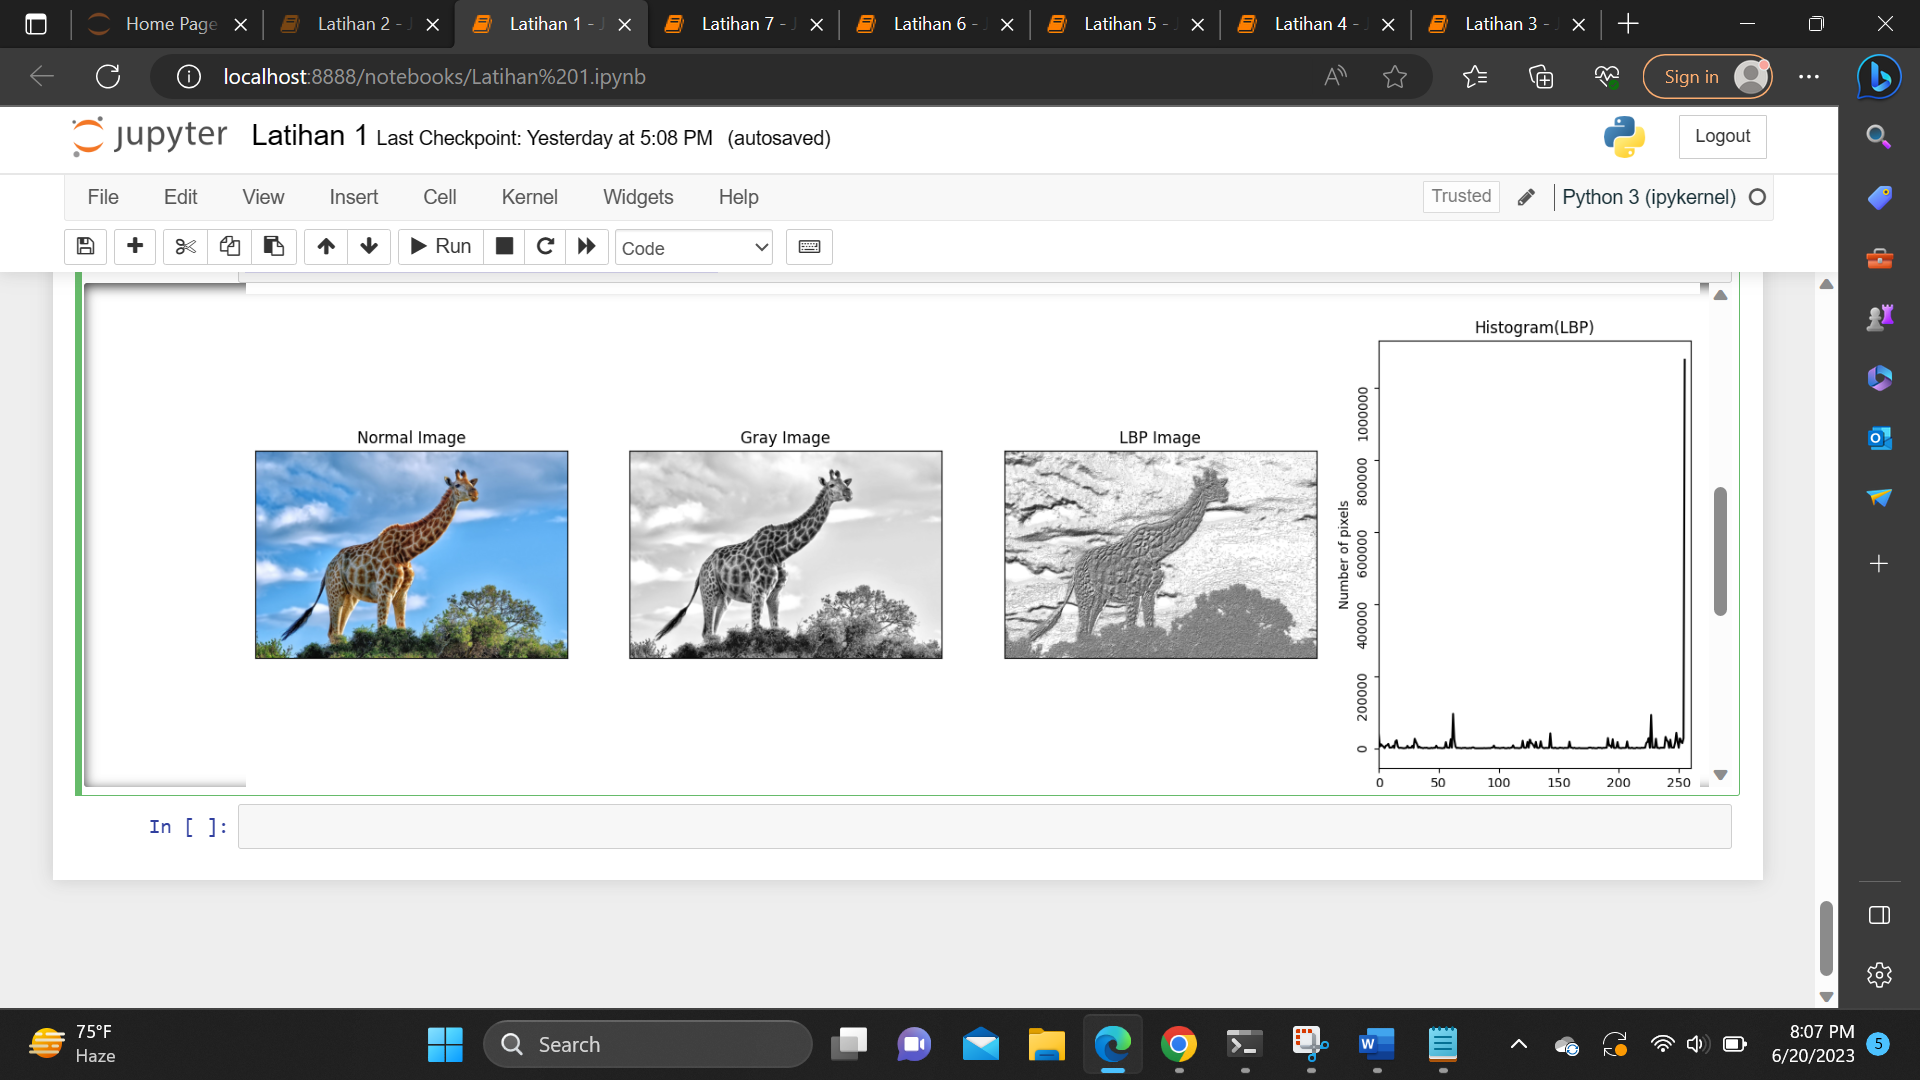 Home Page
Latihan 2 -
Latihan 1 -
Latihan 7 -
Latihan 6 -
Latihan 5 -
Latihan 4 -
Latihan 3 -
localhost:8888/notebooks/Latihan%201.ipynb
Sign in
jupyter Latihan 1 Last Checkpoint: Yesterday at 5:08 PM (autosaved)
Logout
File Edit View Insert Cell Kernel Widgets Help
Trusted
Python 3 (ipykernel)
Run
Code
Normal Image
Gray Image
LBP Image
Histogram(LBP)
Number of pixels
1000000
800000
600000
400000
200000
0
0 50 100 150 200 250
In [ ]:
75°F
Haze
Search
8:07 PM
6/20/2023
5